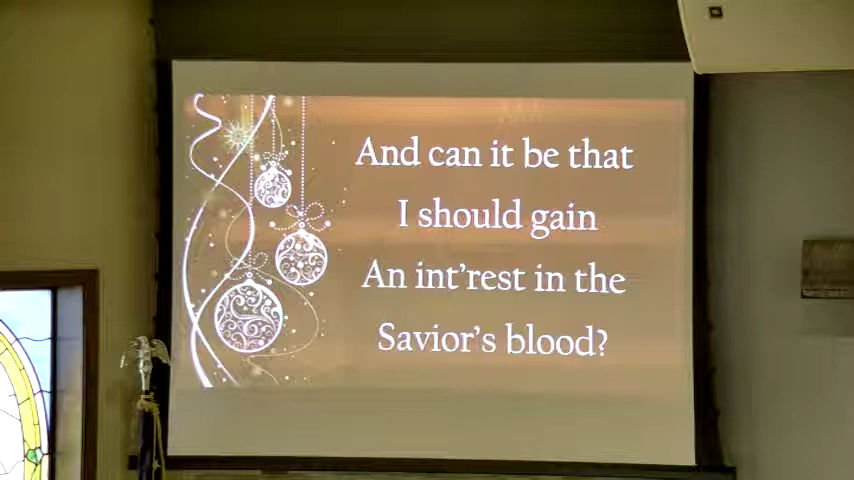 And can it be that
I should gain
An int’rest in the
Savior’s blood?